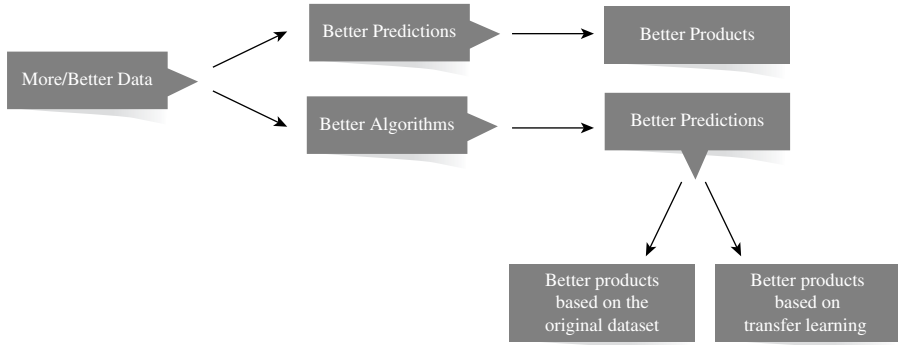 Better Predictions
Better Products
More/Better Data
Better Algorithms
Better Predictions
Better products
based on the
original dataset
Better products
based on
transfer learning